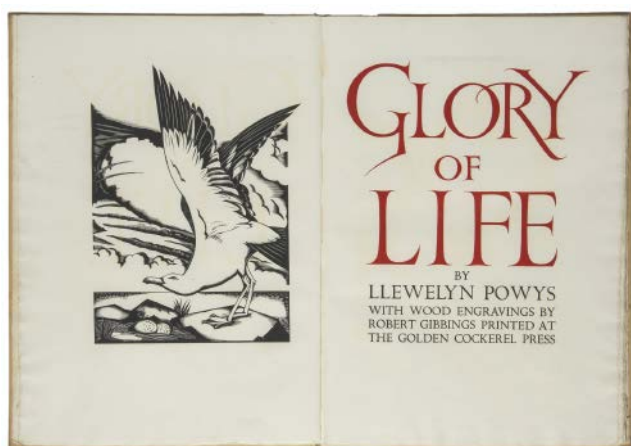 GLORY
OF
LIFE
BY
LLEWELYN POWYS
WITH WOOD ENGRAVINGS BY
ROBERT GIBBINGS PRINTED AT
THE GOLDEN COCKEREL PRESS